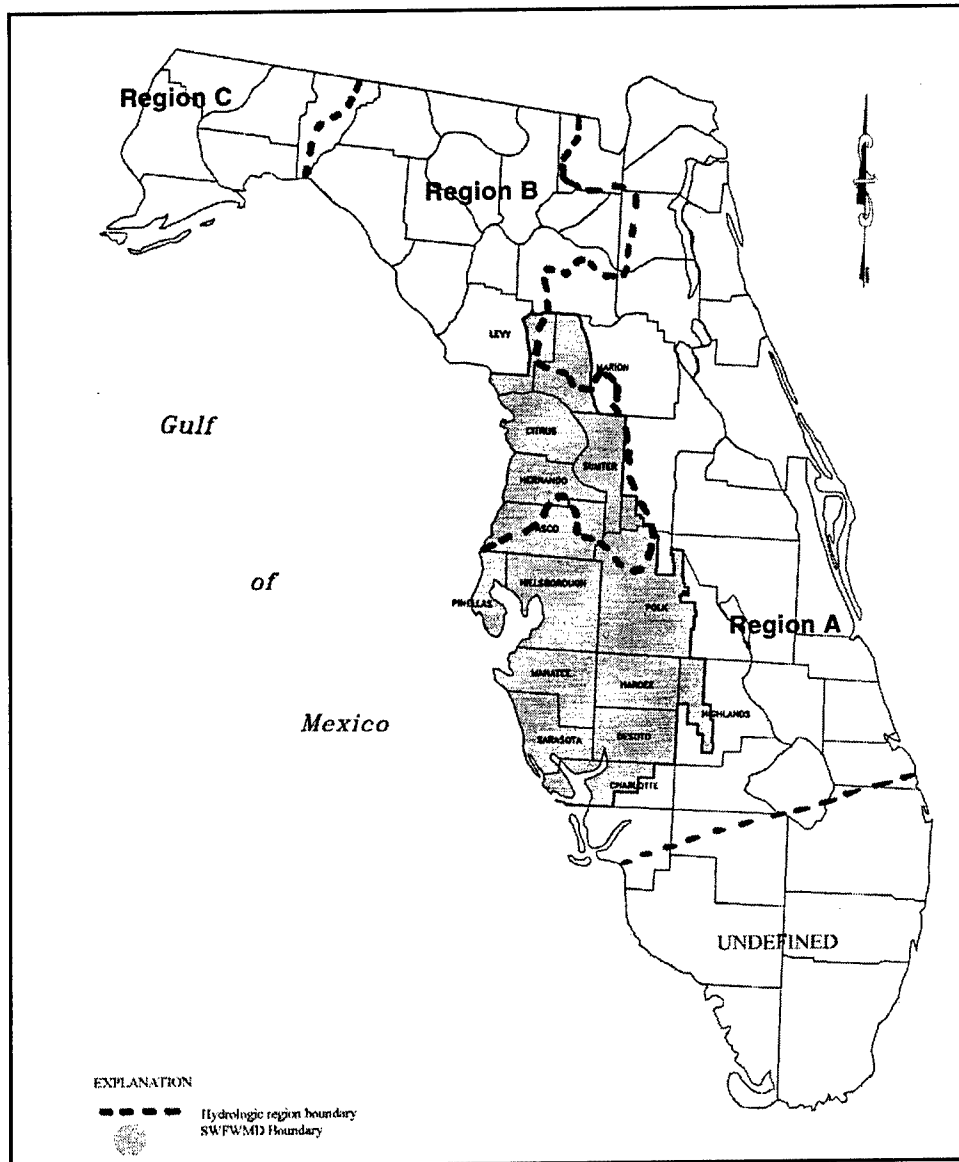 Region C
Region B
LEVY
MARION
Gulf
CITRUS
SUMTER
HERNANDO
PASCO
of
HILLSBOROUGH
PINELLAS
POLK
Region A
MANATEE
HARDEE
HIGHLANDS
Mexico
SARASOTA
DESOTO
CHARLOTTE
UNDEFINED
EXPLANATION
Hydrologic region boundary
SWFWMD Boundary